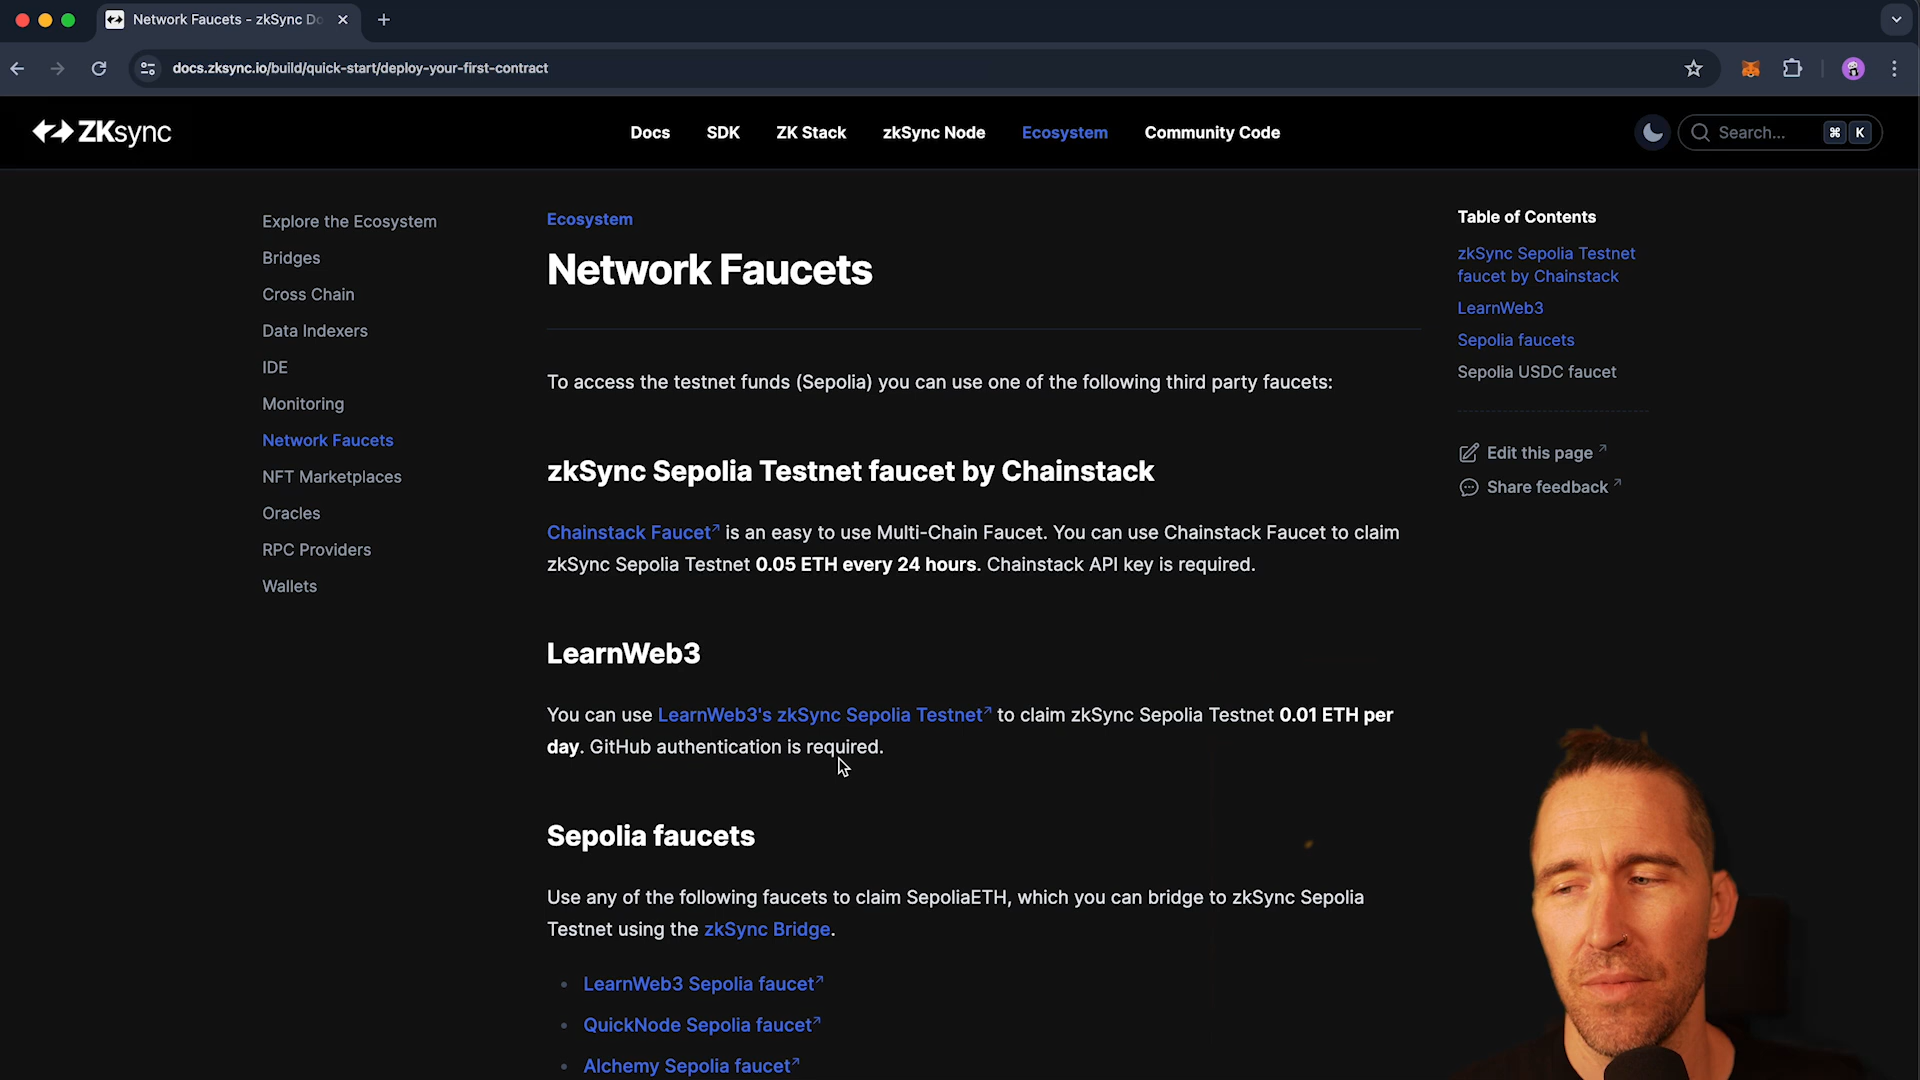 Network Faucets - zkSync Do
docs.zksync.io/build/quick-start/deploy-your-first-contract
ZKsync
Docs
SDK
ZK Stack
zkSync Node
Ecosystem
Community Code
Search...
⌘ K
Explore the Ecosystem
Bridges
Cross Chain
Data Indexers
IDE
Monitoring
Network Faucets
NFT Marketplaces
Oracles
RPC Providers
Wallets
Ecosystem
Network Faucets
To access the testnet funds (Sepolia) you can use one of the following third party faucets:
zkSync Sepolia Testnet faucet by Chainstack
Chainstack Faucet↗ is an easy to use Multi-Chain Faucet. You can use Chainstack Faucet to claim
zkSync Sepolia Testnet 0.05 ETH every 24 hours. Chainstack API key is required.
LearnWeb3
You can use LearnWeb3's zkSync Sepolia Testnet↗ to claim zkSync Sepolia Testnet 0.01 ETH per
day. GitHub authentication is required.
Sepolia faucets
Use any of the following faucets to claim SepoliaETH, which you can bridge to zkSync Sepolia
Testnet using the zkSync Bridge.
• LearnWeb3 Sepolia faucet↗
• QuickNode Sepolia faucet↗
• Alchemy Sepolia faucet↗
Table of Contents
zkSync Sepolia Testnet
faucet by Chainstack
LearnWeb3
Sepolia faucets
Sepolia USDC faucet
Edit this page ↗
Share feedback ↗